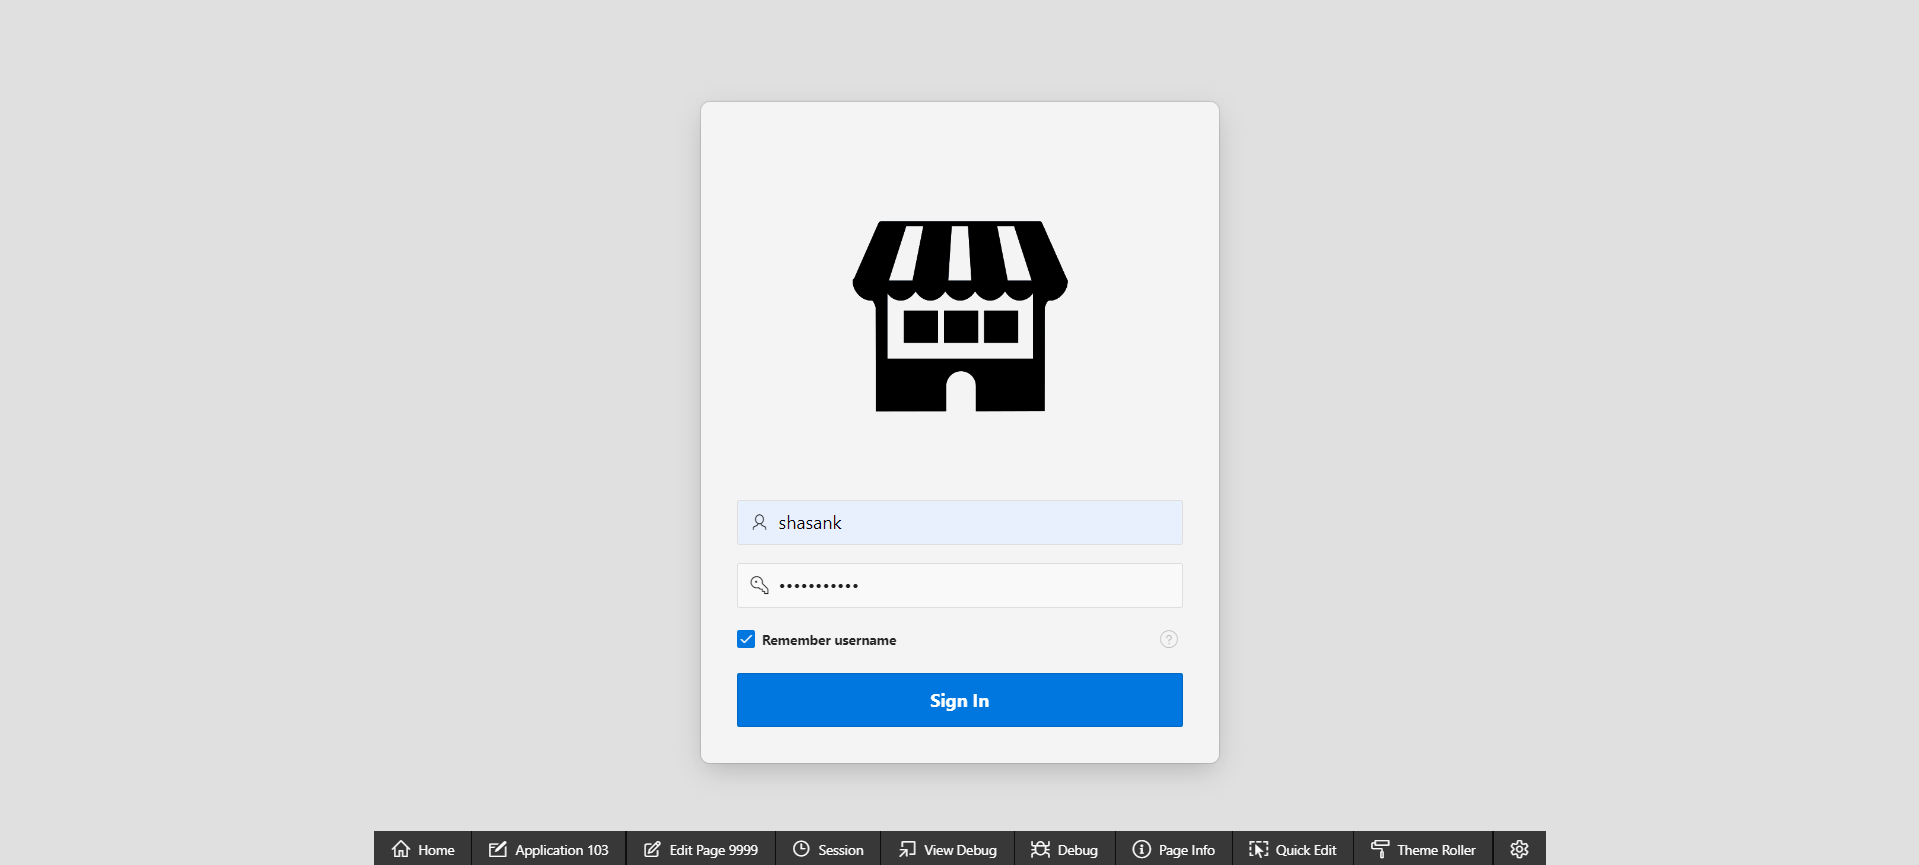 shasank
•••••••••••
Remember username
?
Sign In
Home Application 103 Edit Page 9999 Session View Debug Debug Page Info Quick Edit Theme Roller